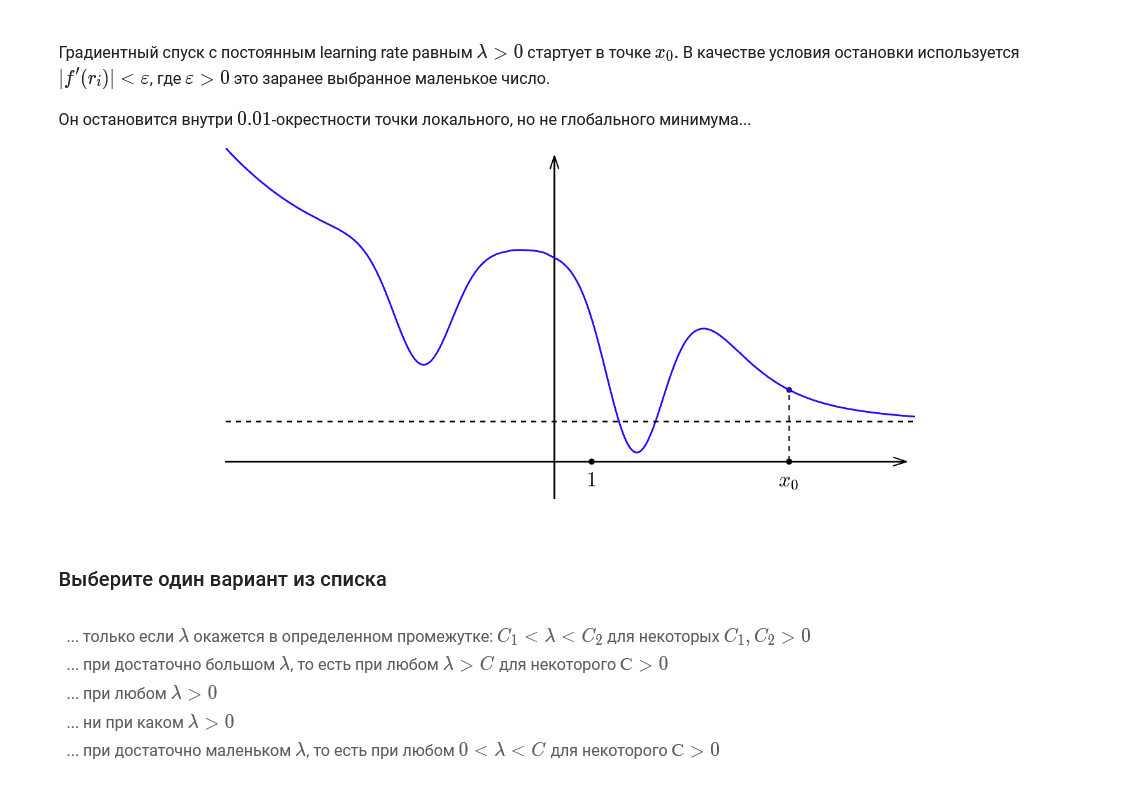 Градиентный спуск с постоянным learning rate равным λ > 0 стартует в точке x₀. В качестве условия остановки используется
|f′(rᵢ)| < ε, где ε > 0 это заранее выбранное маленькое число.
Он остановится внутри 0.01-окрестности точки локального, но не глобального минимума...
1
x₀
Выберите один вариант из списка
... только если λ окажется в определенном промежутке: C₁ < λ < C₂ для некоторых C₁, C₂ > 0
... при достаточно большом λ, то есть при любом λ > C для некоторого C > 0
... при любом λ > 0
... ни при каком λ > 0
... при достаточно маленьком λ, то есть при любом 0 < λ < C для некоторого C > 0